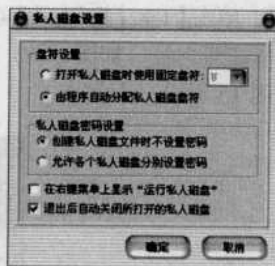 私人磁盘设置
盘符设置
打开私人磁盘时使用固定盘符:
由程序自动分配私人磁盘盘符
私人磁盘密码设置
创建私人磁盘文件时不设置密码
允许各个私人磁盘分别设置密码
在右键菜单上显示“运行私人磁盘”
退出后自动关闭所打开的私人磁盘
确定 取消